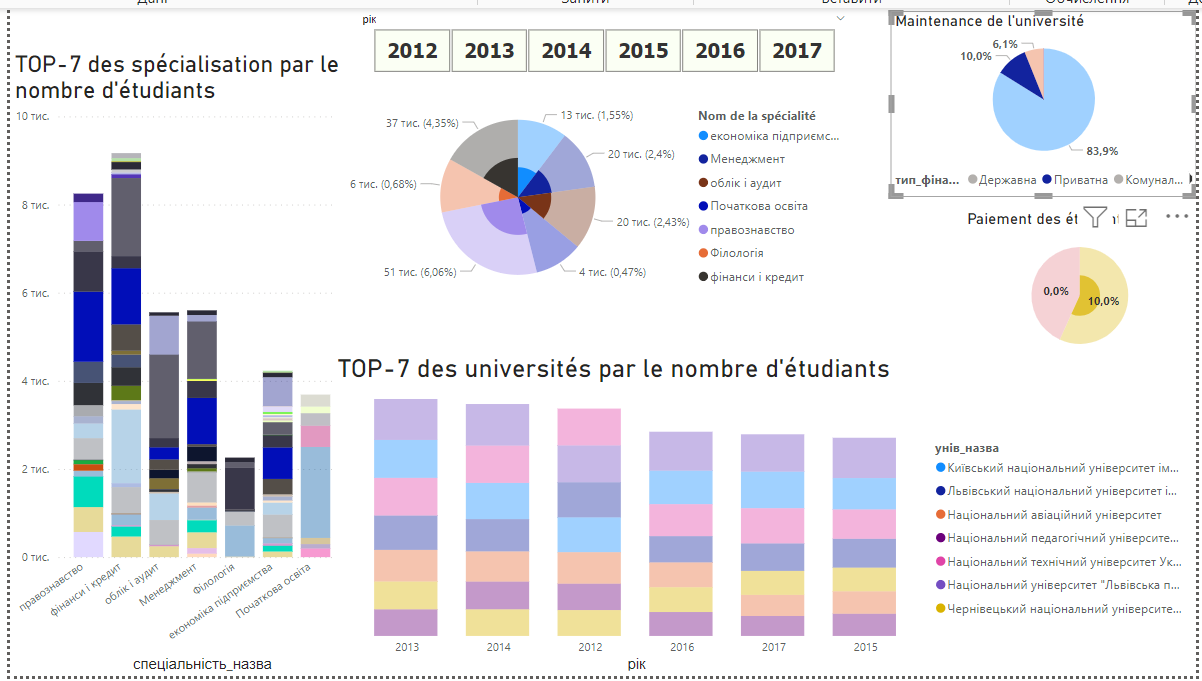 рік
2012 2013 2014 2015 2016 2017
TOP-7 des spécialisation par le
nombre d'étudiants
10 тис.
8 тис.
6 тис.
4 тис.
2 тис.
0 тис.
правознавство
фінанси і кредит
облік і аудит
Менеджмент
Філологія
економіка підприємства
Початкова освіта
спеціальність_назва
13 тис. (1,55%)
20 тис. (2,4%)
20 тис. (2,43%)
4 тис. (0,47%)
51 тис. (6,06%)
6 тис. (0,68%)
37 тис. (4,35%)
Nom de la spécialité
економіка підприємс...
Менеджмент
облік і аудит
Початкова освіта
правознавство
Філологія
фінанси і кредит
Maintenance de l'université
6,1%
10,0%
83,9%
тип_фіна... Державна Приватна Комунал...
Paiement des
0,0%
10,0%
TOP-7 des universités par le nombre d'étudiants
2013 2014 2012 2016 2017 2015
рік
унів_назва
Київський національний університет ім...
Львівський національний університет і...
Національний авіаційний університет
Національний педагогічний університе...
Національний технічний університет Ук...
Національний університет "Львівська п...
Чернівецький національний університе...